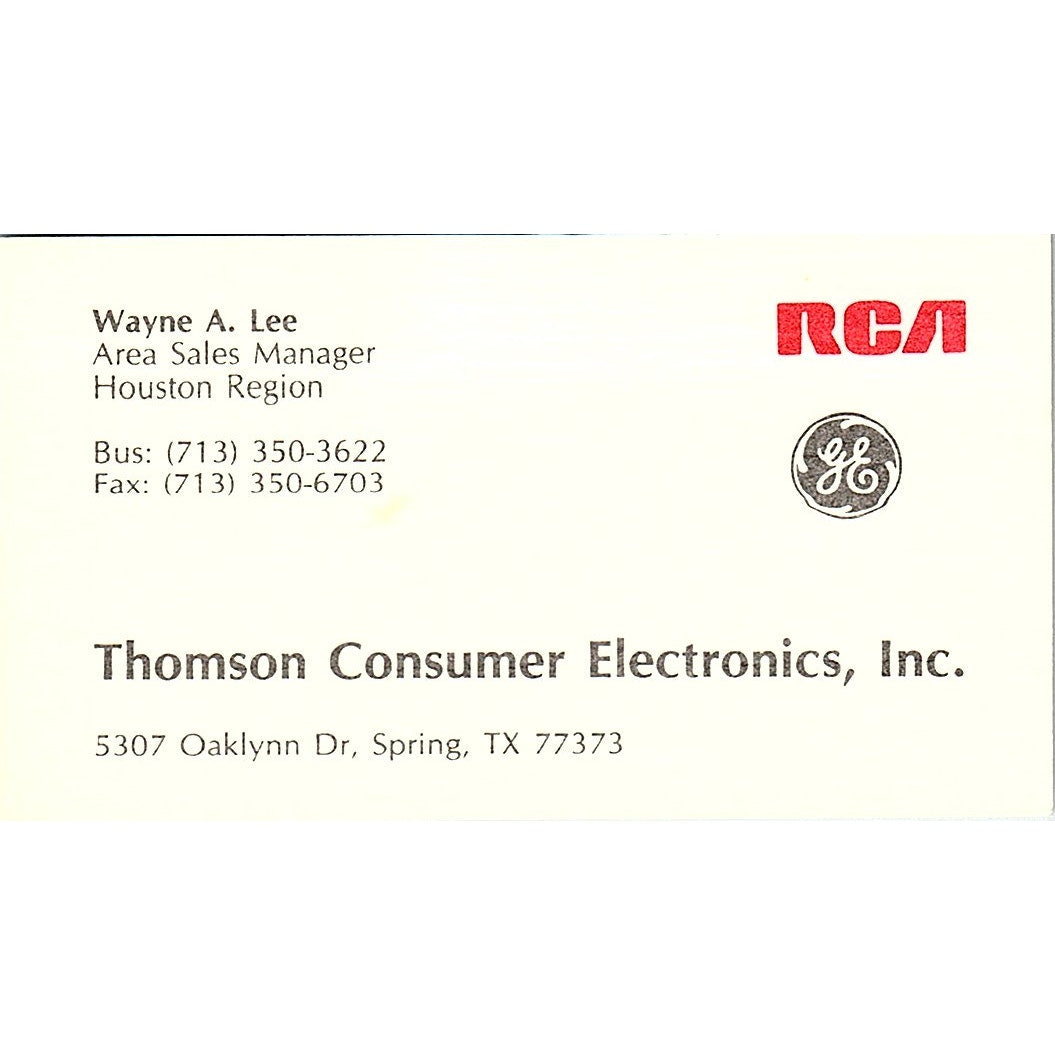 Wayne A. Lee
Area Sales Manager
Houston Region
Bus: (713) 350-3622
Fax: (713) 350-6703
RCA
GE
Thomson Consumer Electronics, Inc.
5307 Oaklynn Dr, Spring, TX 77373